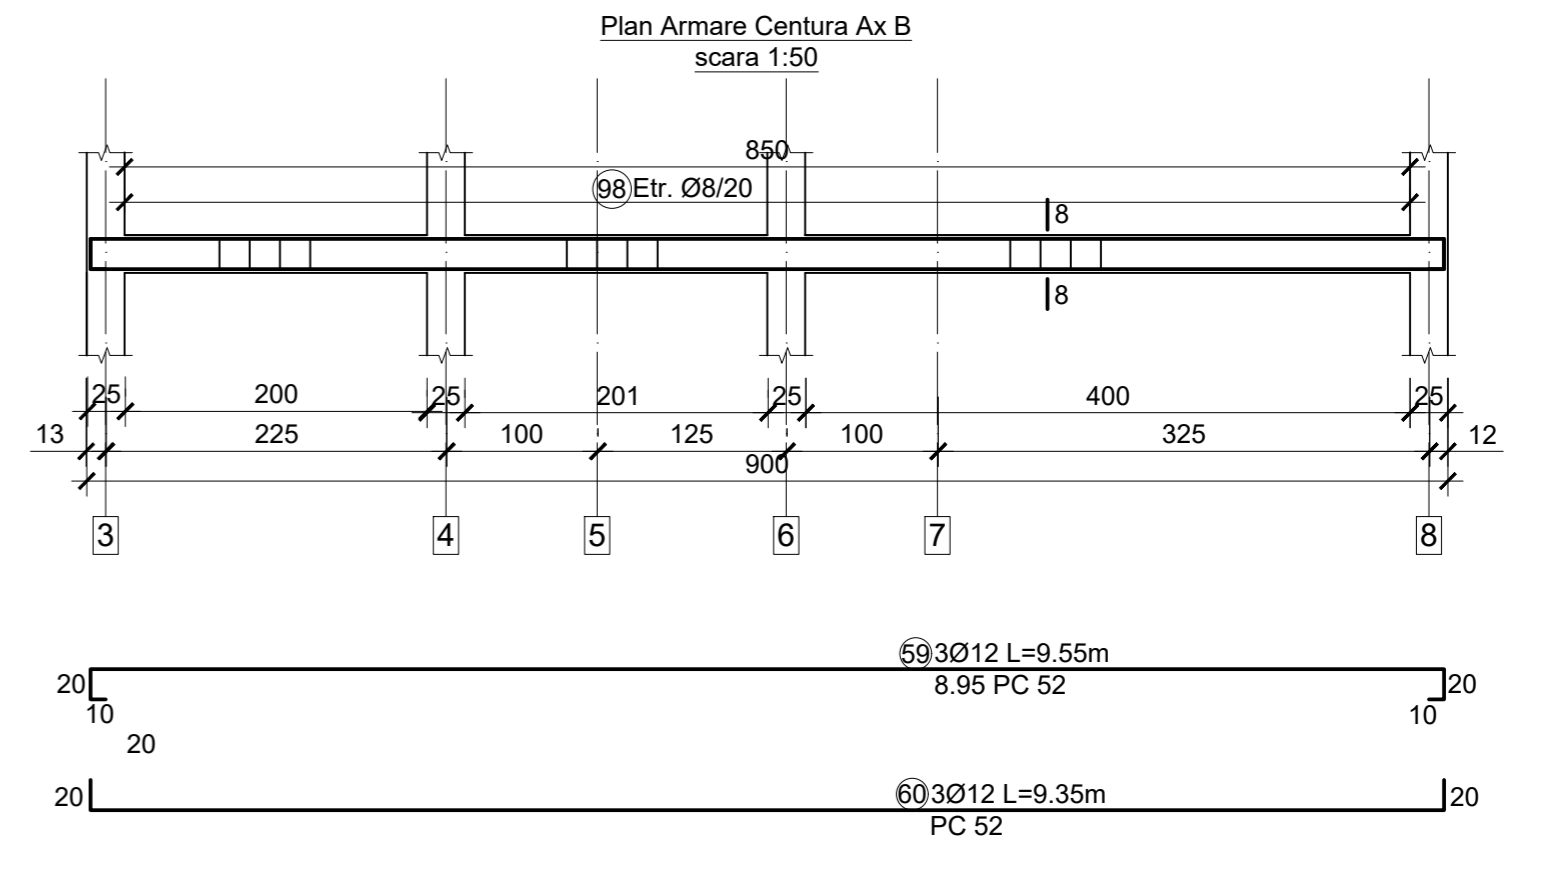 Plan Armare Centura Ax B
scara 1:50
850
98 Etr. Ø8/20
8
8
25 200 25 201 25 400 25
13 225 100 125 100 325 12
900
3 4 5 6 7 8
59 3Ø12 L=9.55m
20 8.95 PC 52 20
10 10
20
60 3Ø12 L=9.35m
20 20
PC 52